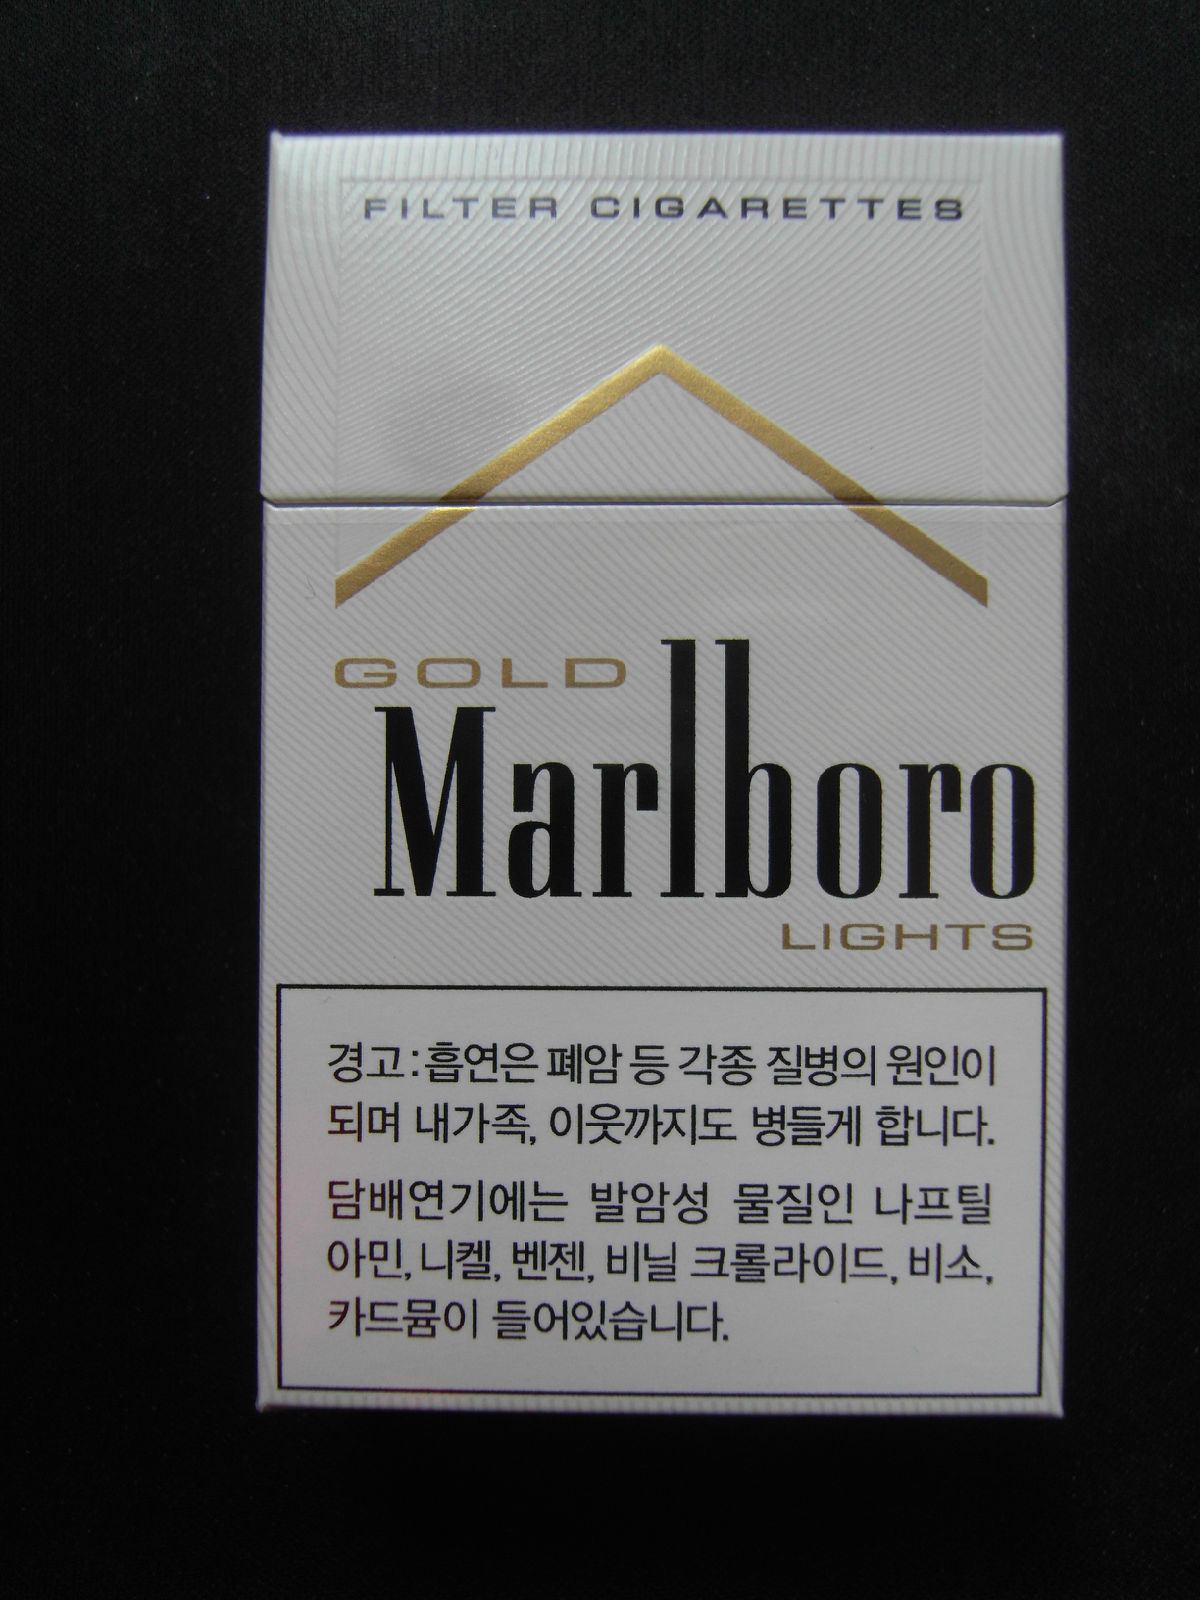 FILTER CIGARETTES
GOLD
Marlboro
LIGHTS
경고:흡연은 폐암 등 각종 질병의 원인이
되며 내가족, 이웃까지도 병들게 합니다.
담배연기에는 발암성 물질인 나프틸
아민, 니켈, 벤젠, 비닐 크롤라이드, 비소,
카드뮴이 들어있습니다.